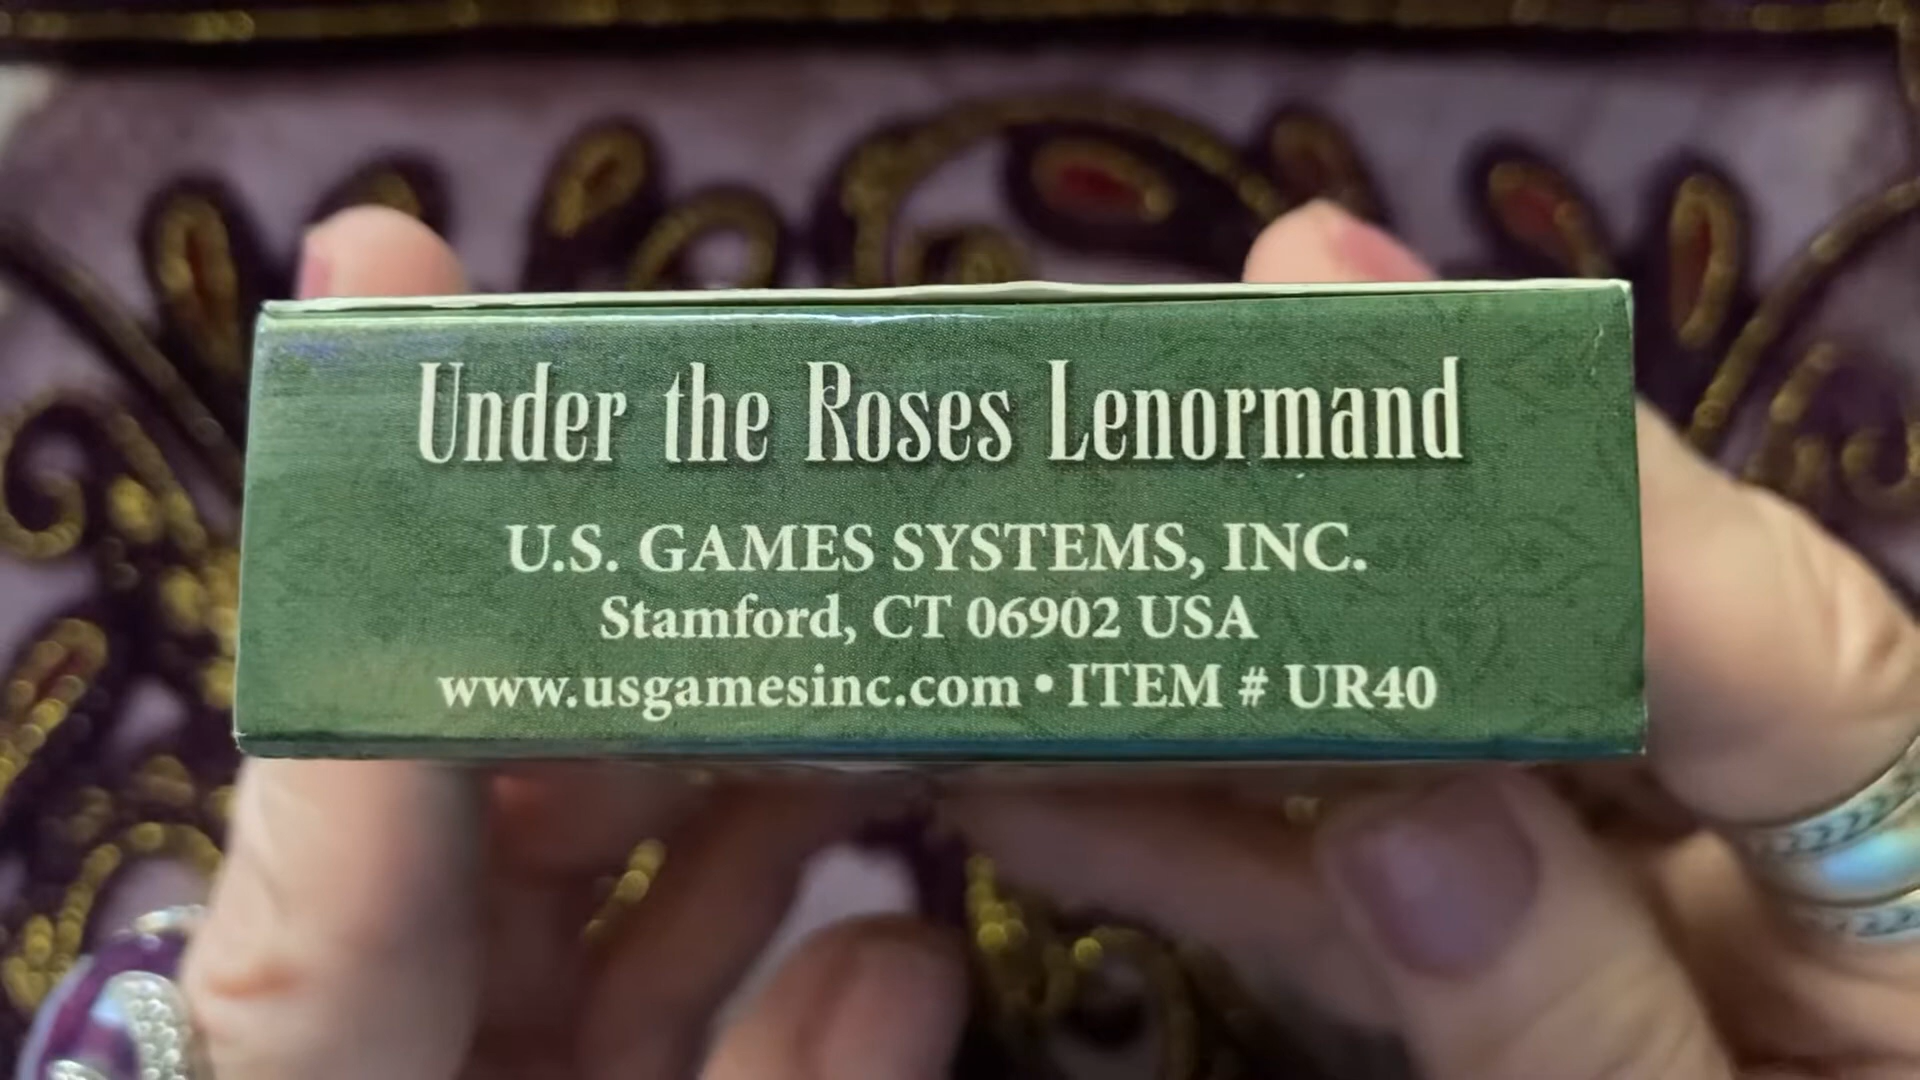 Under the Roses Lenormand
U.S. GAMES SYSTEMS, INC.
Stamford, CT 06902 USA
www.usgamesinc.com • ITEM # UR40